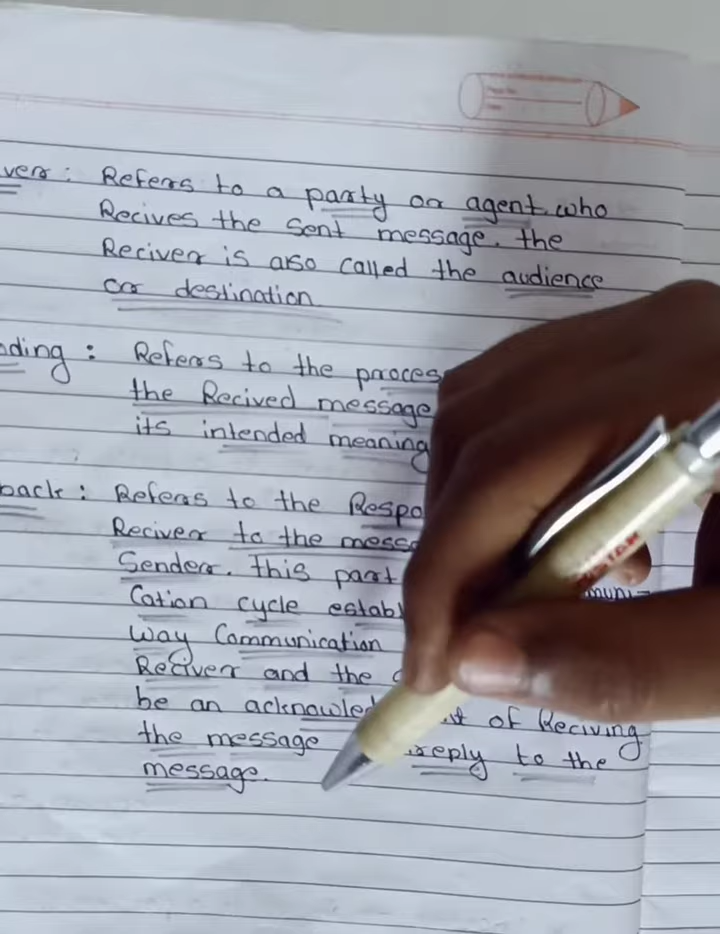 ver : Refers to a party or agent who
Recives the sent message. the
Reciver is also called the audience
or destination
ding : Refers to the proces
the Recived message
its intended meaning
back : Refers to the Respo
Reciver to the mess
Sender. This part
muni-
Cation cycle establ
Way Communication
Reciver and the
be an acknowled of Reciving
the message reply to the
message.